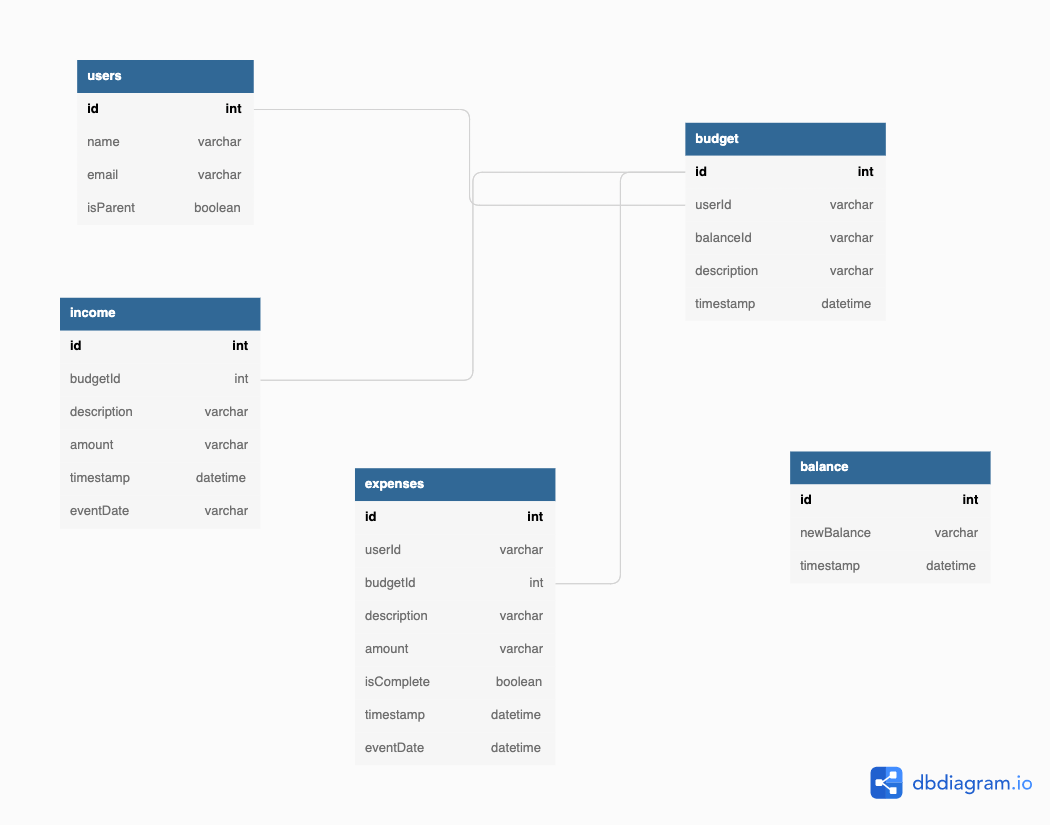 users
id int
name varchar
email varchar
isParent boolean
budget
id int
userId varchar
balanceId varchar
description varchar
timestamp datetime
income
id int
budgetId int
description varchar
amount varchar
timestamp datetime
eventDate varchar
expenses
id int
userId varchar
budgetId int
description varchar
amount varchar
isComplete boolean
timestamp datetime
eventDate datetime
balance
id int
newBalance varchar
timestamp datetime
dbdiagram.io